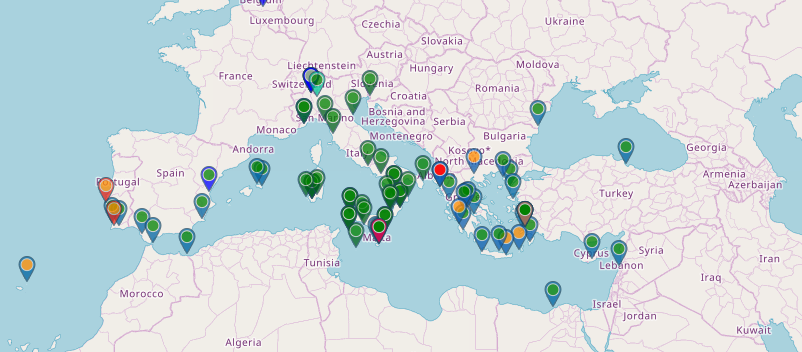 Belgium
Luxembourg
Czechia
Ukraine
Slovakia
Austria
Moldova
Liechtenstein
Hungary
France
Switzerland
Slovenia
Romania
Croatia
San Marino
Bosnia and
Herzegovina
Serbia
Monaco
Montenegro
Bulgaria
Andorra
Kosovo*
Georgia
North Macedonia
Spain
Armenia
Portugal
Azerbaijan
Turkey
Malta
Cyprus
Syria
Tunisia
Lebanon
Iran
Iraq
Morocco
Israel
Jordan
Kuwait
Algeria